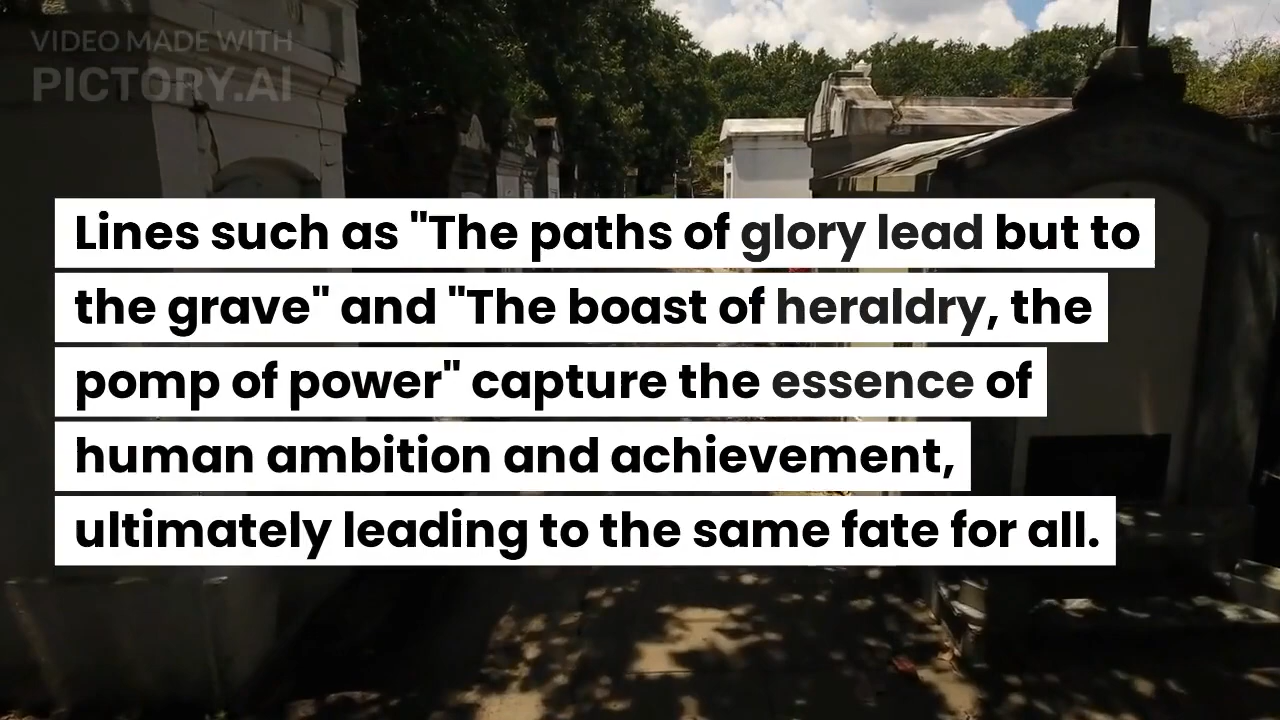 VIDEO MADE WITH
PICTORY.AI
Lines such as "The paths of glory lead but to
the grave" and "The boast of heraldry, the
pomp of power" capture the essence of
human ambition and achievement,
ultimately leading to the same fate for all.